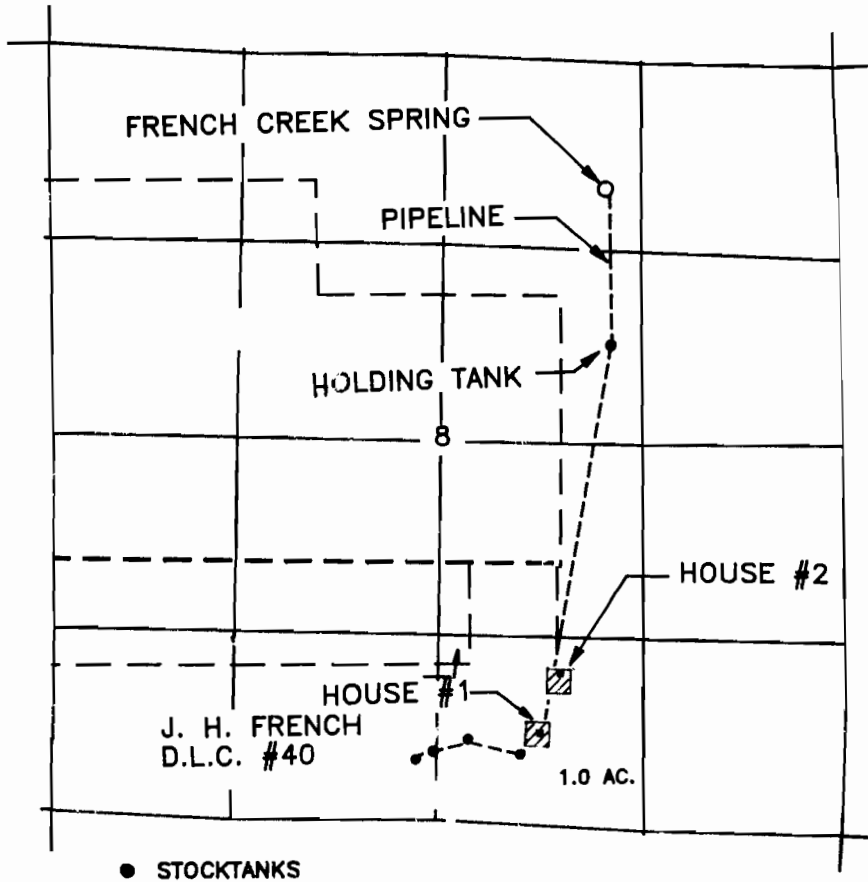 FRENCH CREEK SPRING
PIPELINE
HOLDING TANK
8
HOUSE #2
HOUSE #1
J. H. FRENCH
D.L.C. #40
1.0 AC.
STOCKTANKS